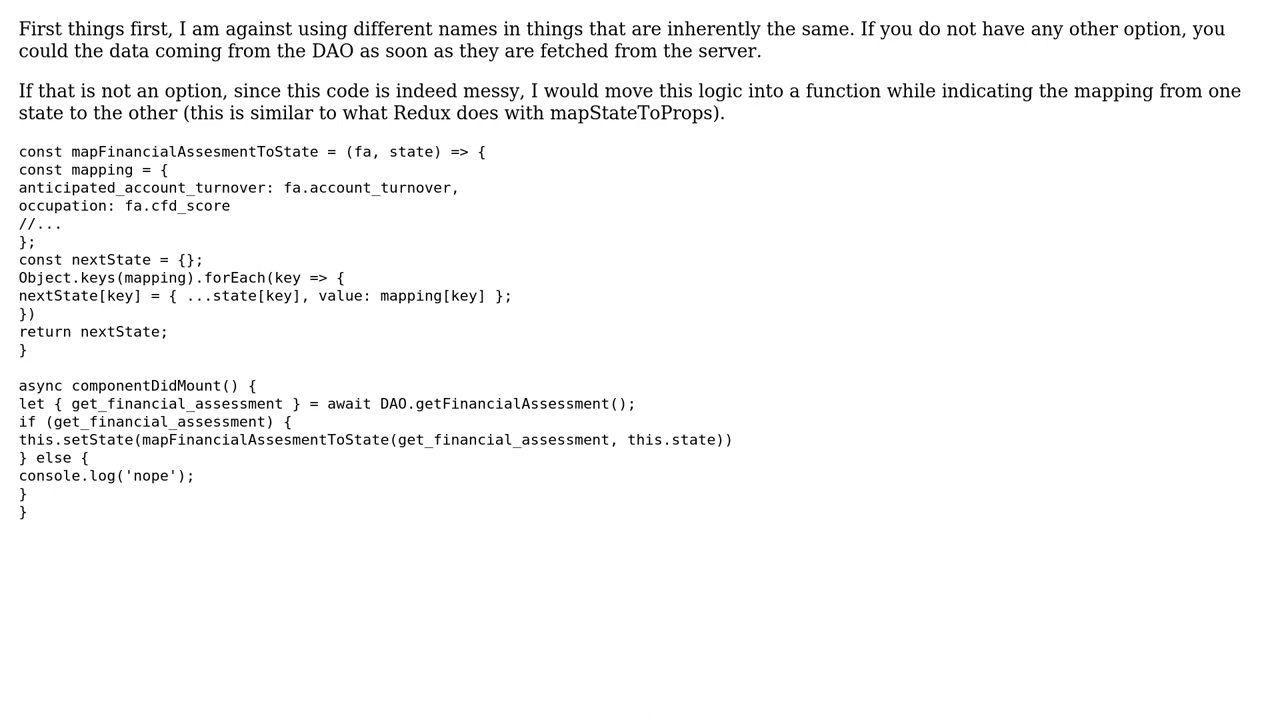 First things first, I am against using different names in things that are inherently the same. If you do not have any other option, you
could the data coming from the DAO as soon as they are fetched from the server.
If that is not an option, since this code is indeed messy, I would move this logic into a function while indicating the mapping from one
state to the other (this is similar to what Redux does with mapStateToProps).
const mapFinancialAssesmentToState = (fa, state) => {
const mapping = {
anticipated_account_turnover: fa.account_turnover,
occupation: fa.cfd_score
//...
};
const nextState = {};
Object.keys(mapping).forEach(key => {
nextState[key] = { ...state[key], value: mapping[key] };
})
return nextState;
}
async componentDidMount() {
let { get_financial_assessment } = await DAO.getFinancialAssessment();
if (get_financial_assessment) {
this.setState(mapFinancialAssesmentToState(get_financial_assessment, this.state))
} else {
console.log('nope');
}
}